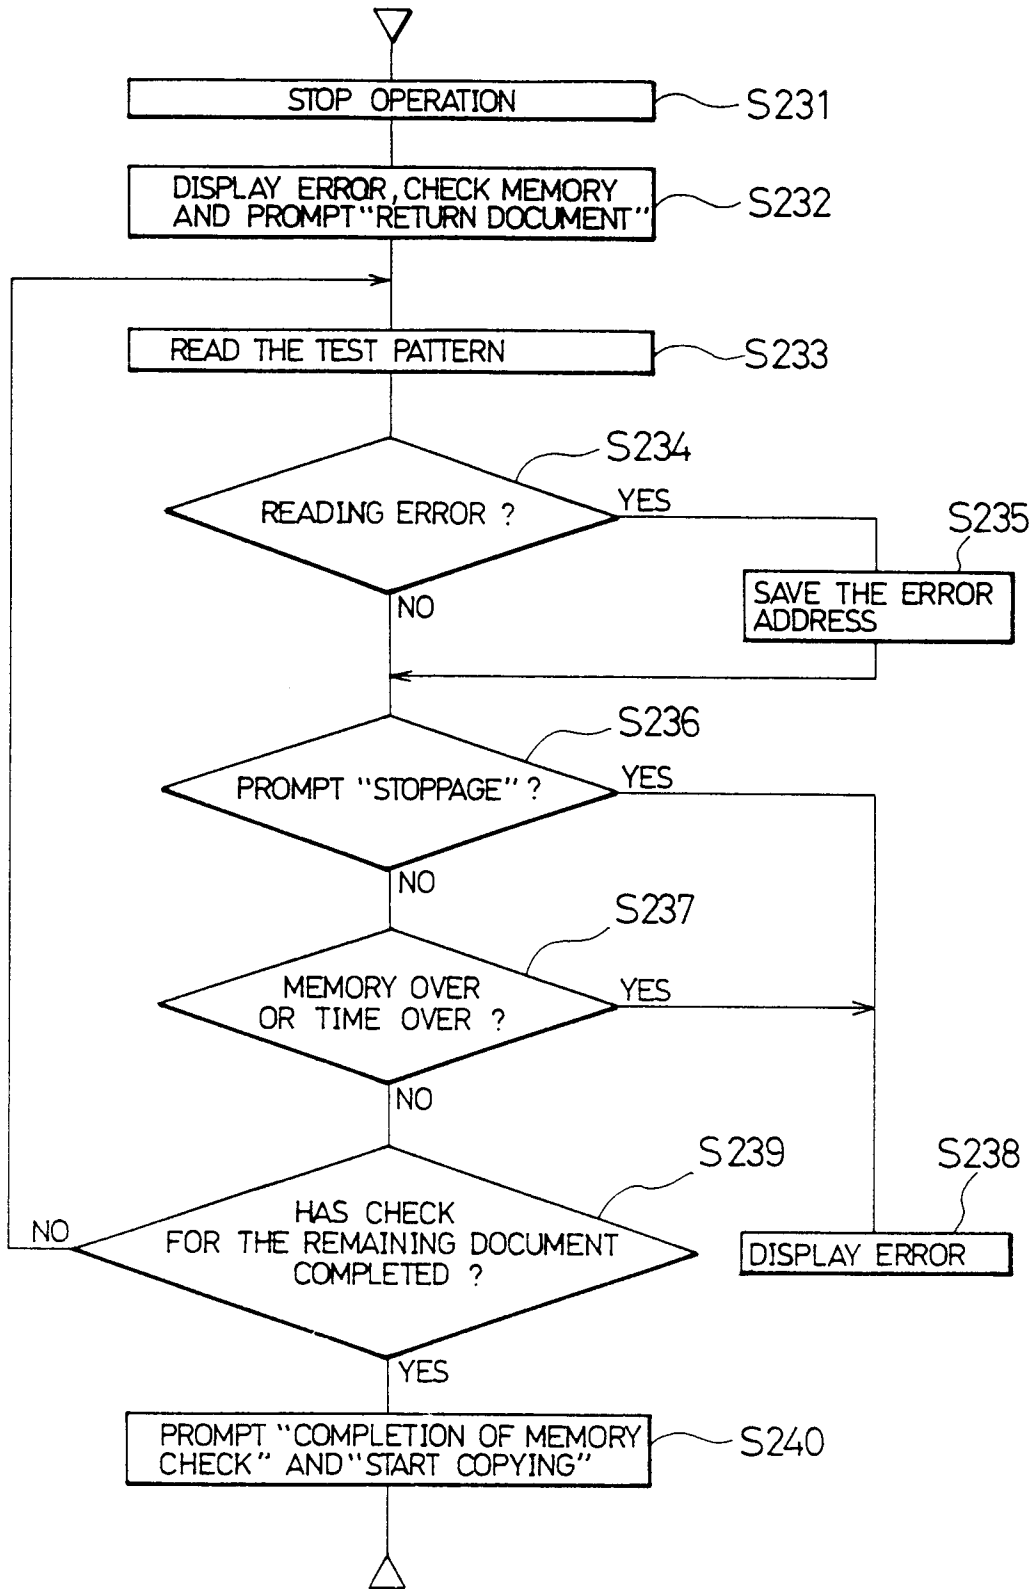 STOP OPERATION
S231
DISPLAY ERROR, CHECK MEMORY
AND PROMPT "RETURN DOCUMENT"
S232
READ THE TEST PATTERN
S233
S234
READING ERROR ?
YES
NO
S235
SAVE THE ERROR
ADDRESS
S236
PROMPT "STOPPAGE" ?
YES
NO
S237
MEMORY OVER
OR TIME OVER ?
YES
NO
S239
HAS CHECK
FOR THE REMAINING DOCUMENT
COMPLETED ?
NO
YES
S238
DISPLAY ERROR
PROMPT "COMPLETION OF MEMORY
CHECK" AND "START COPYING"
S240